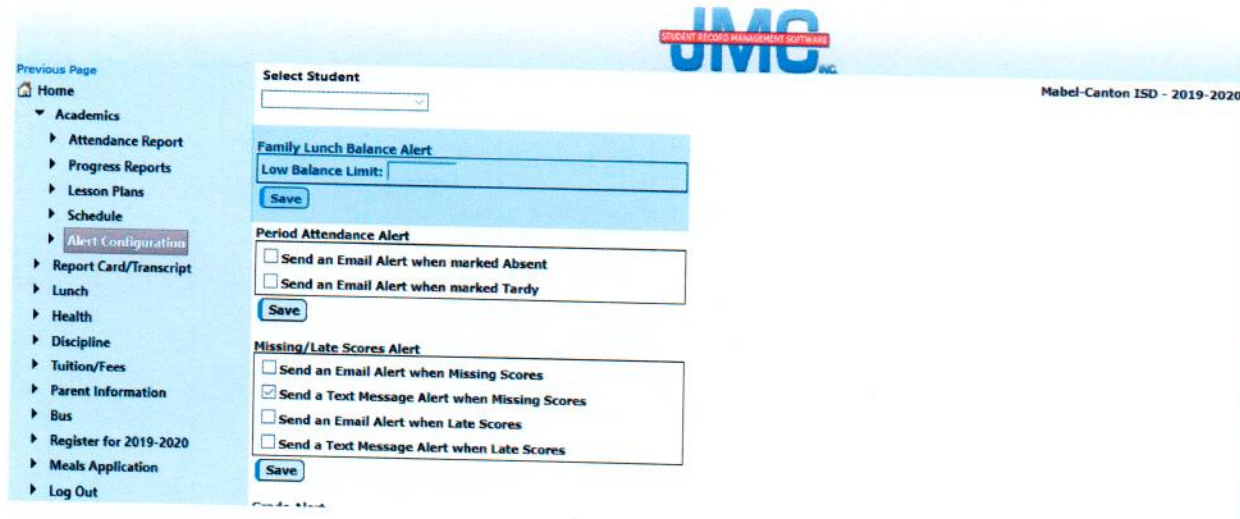 JMC
STUDENT RECORD MANAGEMENT SOFTWARE
INC.
Previous Page
Home
Academics
Attendance Report
Progress Reports
Lesson Plans
Schedule
Alert Configuration
Report Card/Transcript
Lunch
Health
Discipline
Tuition/Fees
Parent Information
Bus
Register for 2019-2020
Meals Application
Log Out
Select Student
Mabel-Canton ISD - 2019-2020
Family Lunch Balance Alert
Low Balance Limit:
Save
Period Attendance Alert
Send an Email Alert when marked Absent
Send an Email Alert when marked Tardy
Save
Missing/Late Scores Alert
Send an Email Alert when Missing Scores
Send a Text Message Alert when Missing Scores
Send an Email Alert when Late Scores
Send a Text Message Alert when Late Scores
Save
Grade Alert